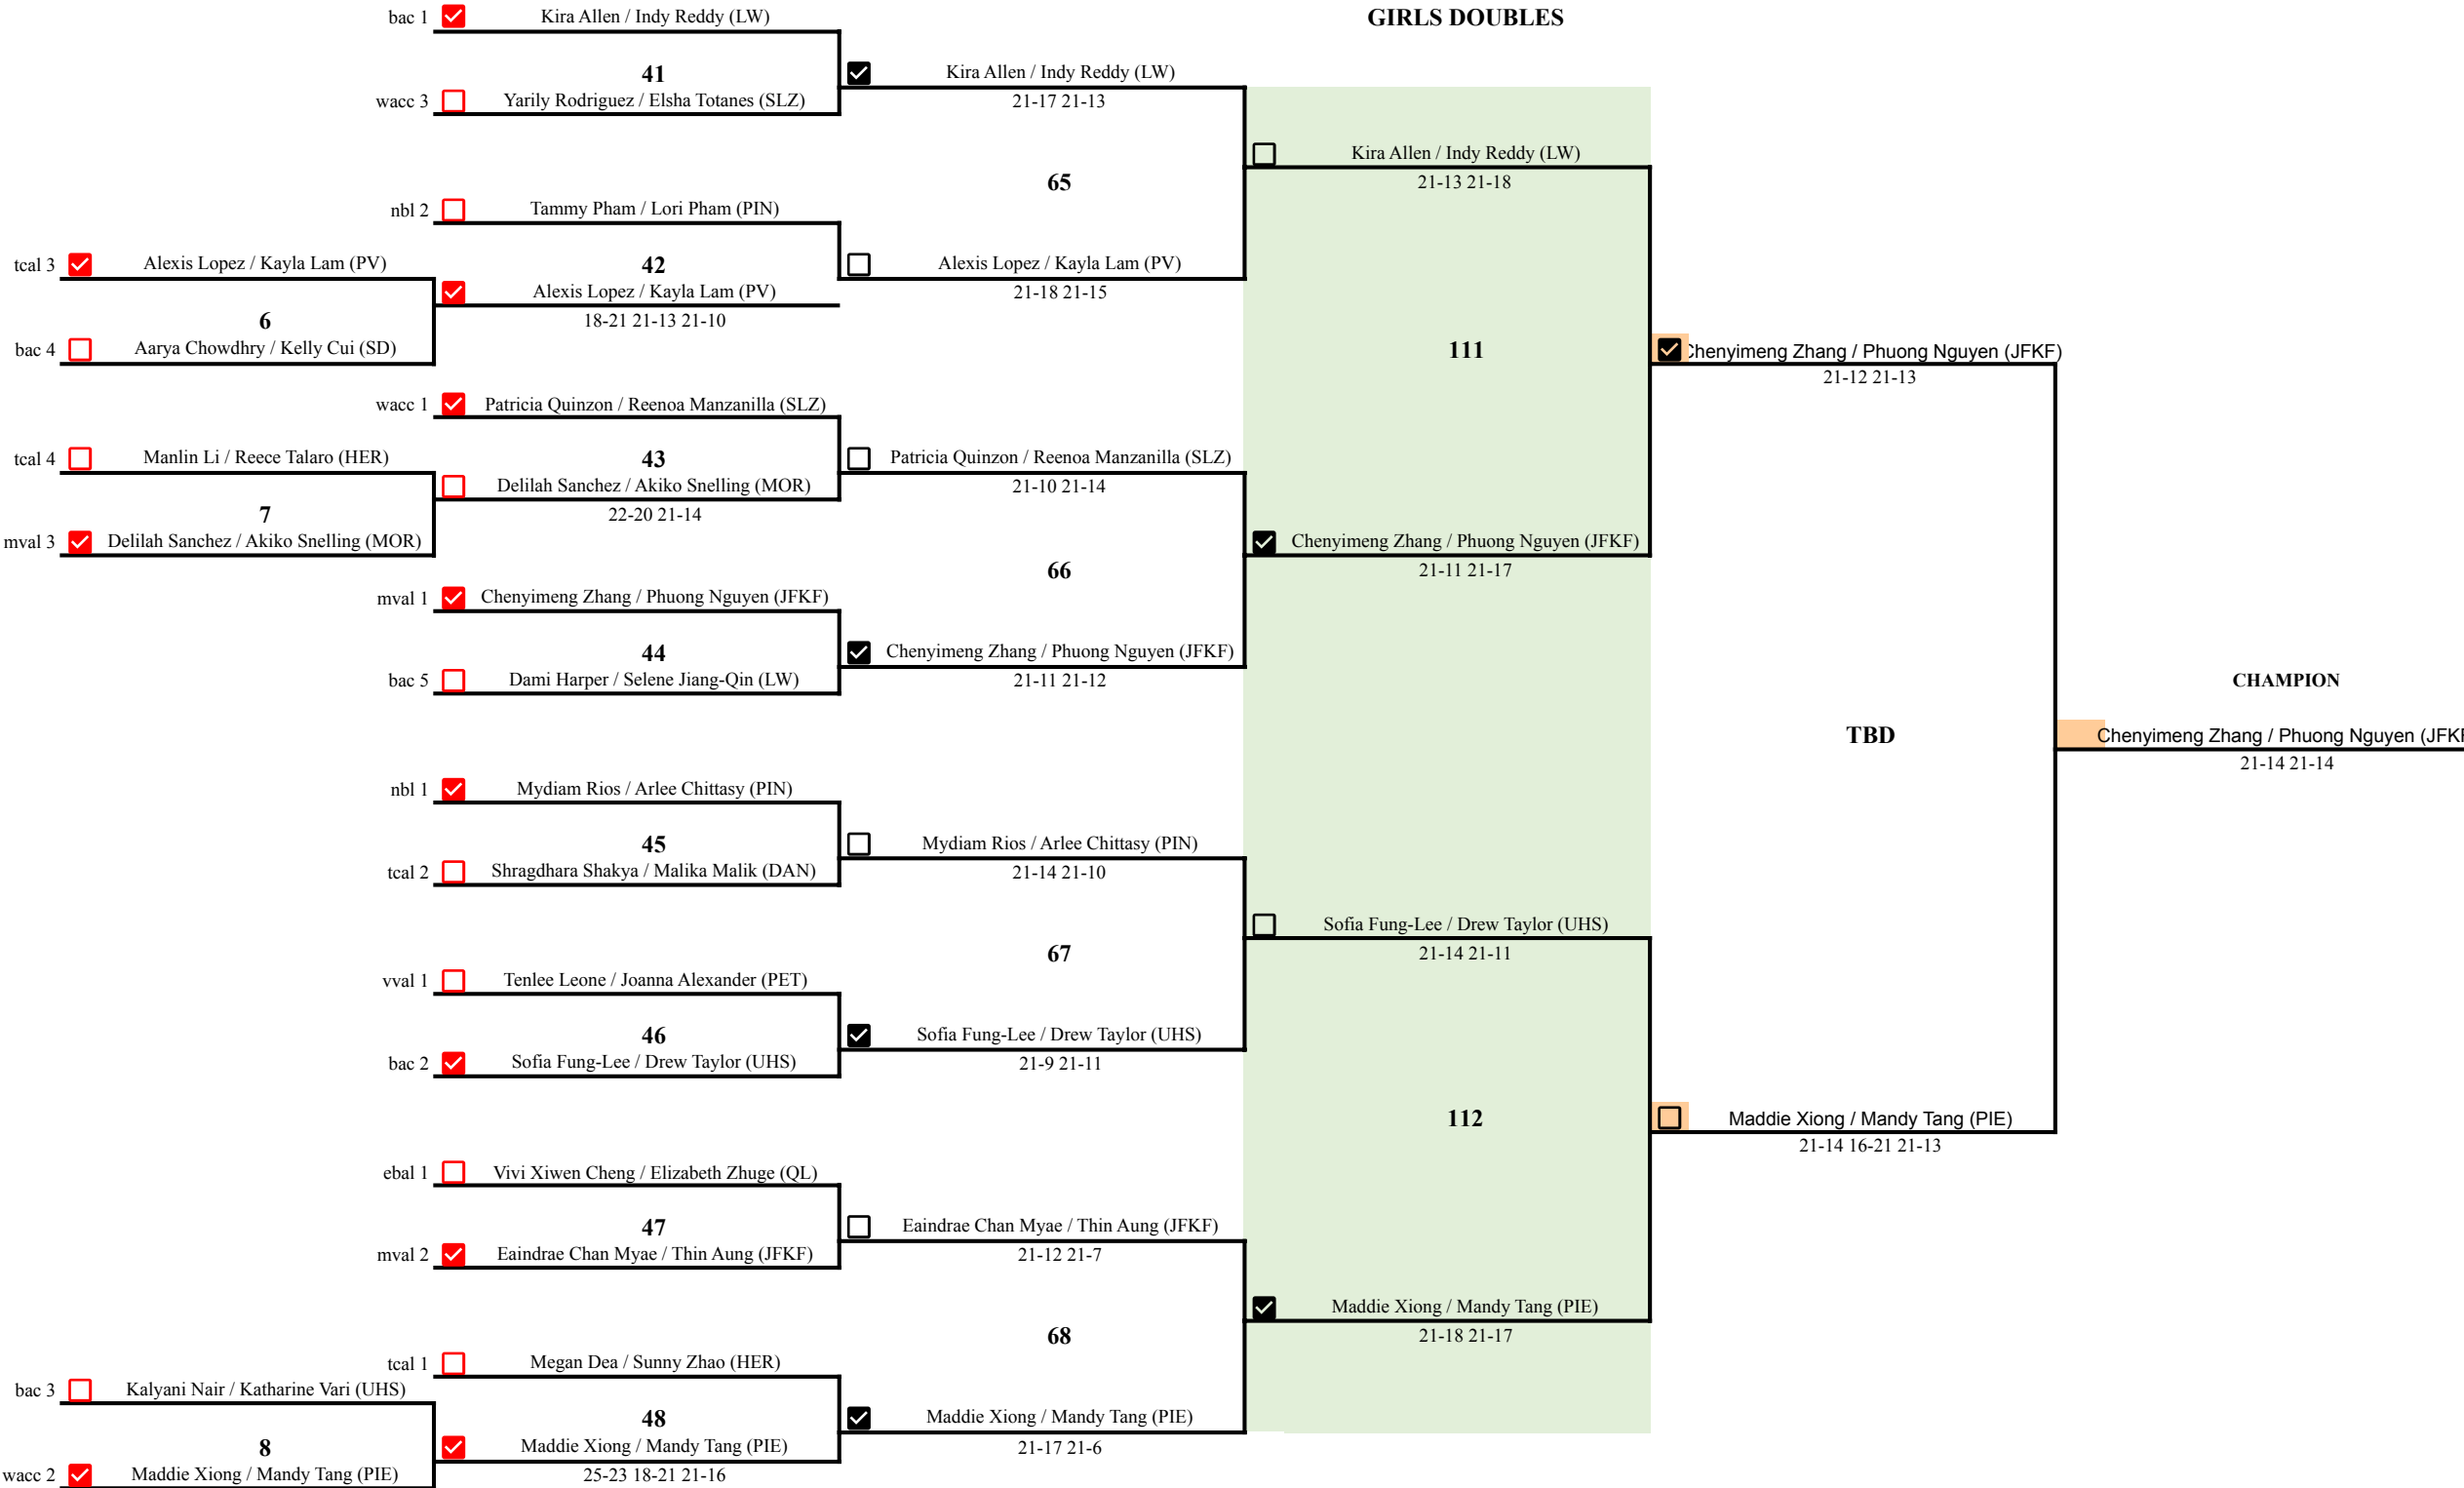 GIRLS DOUBLES
bac 1 Kira Allen / Indy Reddy (LW)
41
wacc 3 Yarily Rodriguez / Elsha Totanes (SLZ)
Kira Allen / Indy Reddy (LW)
21-17 21-13
65
Kira Allen / Indy Reddy (LW)
21-13 21-18
nbl 2 Tammy Pham / Lori Pham (PIN)
42
tcal 3 Alexis Lopez / Kayla Lam (PV)
6
bac 4 Aarya Chowdhry / Kelly Cui (SD)
Alexis Lopez / Kayla Lam (PV)
18-21 21-13 21-10
Alexis Lopez / Kayla Lam (PV)
21-18 21-15
111
Chenyimeng Zhang / Phuong Nguyen (JFKF)
21-12 21-13
wacc 1 Patricia Quinzon / Reenoa Manzanilla (SLZ)
43
tcal 4 Manlin Li / Reece Talaro (HER)
7
mval 3 Delilah Sanchez / Akiko Snelling (MOR)
Delilah Sanchez / Akiko Snelling (MOR)
22-20 21-14
Patricia Quinzon / Reenoa Manzanilla (SLZ)
21-10 21-14
66
Chenyimeng Zhang / Phuong Nguyen (JFKF)
21-11 21-17
mval 1 Chenyimeng Zhang / Phuong Nguyen (JFKF)
44
bac 5 Dami Harper / Selene Jiang-Qin (LW)
Chenyimeng Zhang / Phuong Nguyen (JFKF)
21-11 21-12
CHAMPION
TBD
Chenyimeng Zhang / Phuong Nguyen (JFK
21-14 21-14
nbl 1 Mydiam Rios / Arlee Chittasy (PIN)
45
tcal 2 Shragdhara Shakya / Malika Malik (DAN)
Mydiam Rios / Arlee Chittasy (PIN)
21-14 21-10
67
Sofia Fung-Lee / Drew Taylor (UHS)
21-14 21-11
vval 1 Tenlee Leone / Joanna Alexander (PET)
46
bac 2 Sofia Fung-Lee / Drew Taylor (UHS)
Sofia Fung-Lee / Drew Taylor (UHS)
21-9 21-11
112
Maddie Xiong / Mandy Tang (PIE)
21-14 16-21 21-13
ebal 1 Vivi Xiwen Cheng / Elizabeth Zhuge (QL)
47
mval 2 Eaindrae Chan Myae / Thin Aung (JFKF)
Eaindrae Chan Myae / Thin Aung (JFKF)
21-12 21-7
68
Maddie Xiong / Mandy Tang (PIE)
21-18 21-17
tcal 1 Megan Dea / Sunny Zhao (HER)
48
bac 3 Kalyani Nair / Katharine Vari (UHS)
8
wacc 2 Maddie Xiong / Mandy Tang (PIE)
Maddie Xiong / Mandy Tang (PIE)
25-23 18-21 21-16
Maddie Xiong / Mandy Tang (PIE)
21-17 21-6